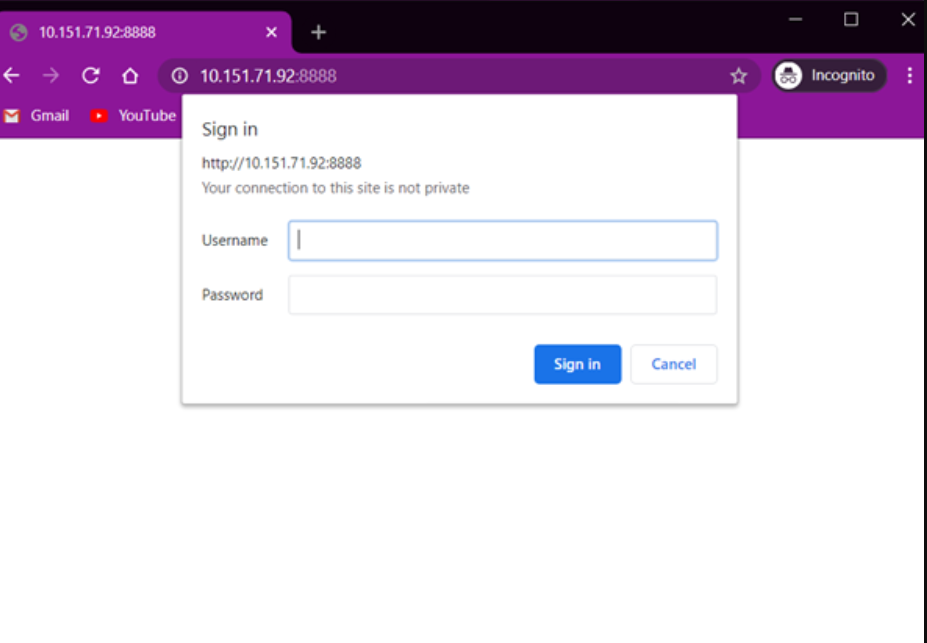 10.151.71.92:8888
10.151.71.92:8888 Incognito
Gmail YouTube
Sign in
http://10.151.71.92:8888
Your connection to this site is not private
Username
Password
Sign in Cancel